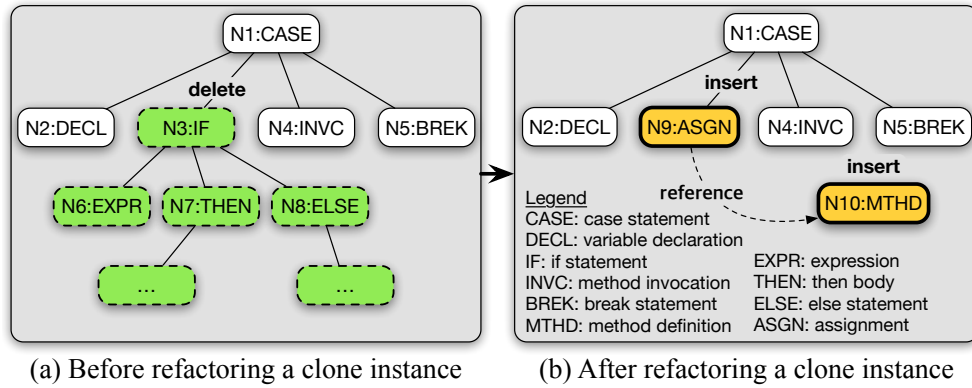 N1:CASE
delete
N2:DECL
N3:IF
N4:INVC
N5:BREK
N6:EXPR
N7:THEN
N8:ELSE
...
...
(a) Before refactoring a clone instance
N1:CASE
insert
N2:DECL
N9:ASGN
N4:INVC
N5:BREK
insert
reference
N10:MTHD
Legend
CASE: case statement
DECL: variable declaration
IF: if statement
INVC: method invocation
BREK: break statement
MTHD: method definition
EXPR: expression
THEN: then body
ELSE: else statement
ASGN: assignment
(b) After refactoring a clone instance